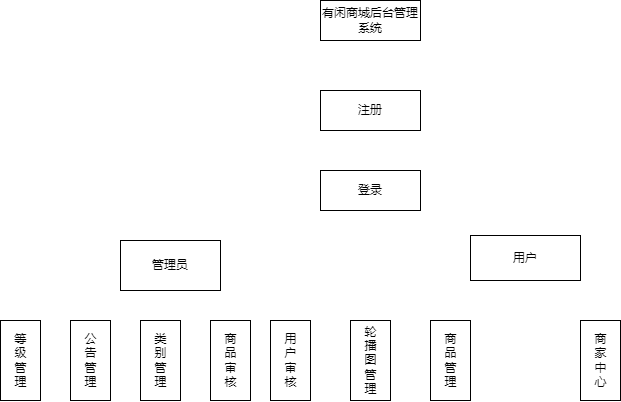 有闲商城后台管理
系统
注册
登录
管理员
用户
等级管理
公告管理
类别管理
商品审核
用户审核
轮播图管理
商品管理
商家中心